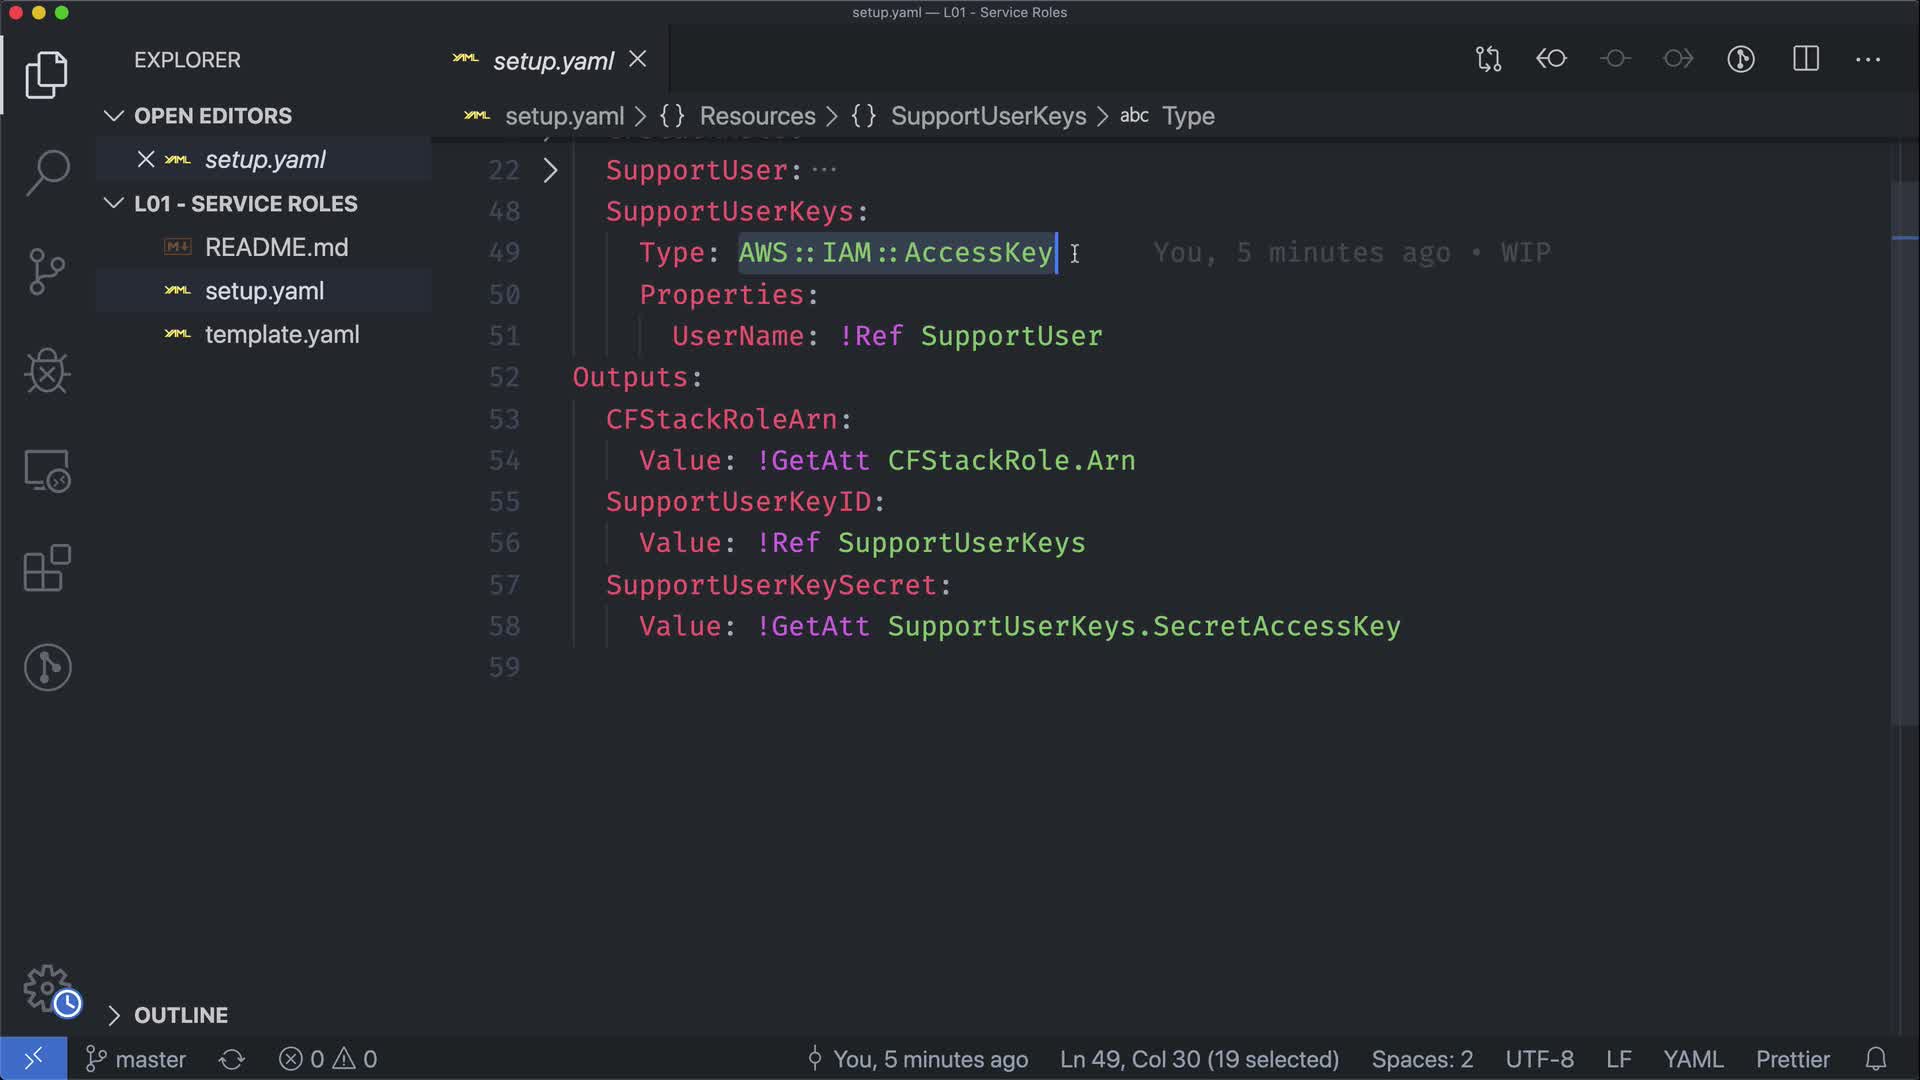 setup.yaml — L01 - Service Roles
EXPLORER
setup.yaml
OPEN EDITORS
setup.yaml
L01 - SERVICE ROLES
README.md
setup.yaml
template.yaml
OUTLINE
setup.yaml > {} Resources > {} SupportUserKeys > abc Type
22 SupportUser: ···
48 SupportUserKeys:
49 Type: AWS::IAM::AccessKey You, 5 minutes ago • WIP
50 Properties:
51 UserName: !Ref SupportUser
52 Outputs:
53 CFStackRoleArn:
54 Value: !GetAtt CFStackRole.Arn
55 SupportUserKeyID:
56 Value: !Ref SupportUserKeys
57 SupportUserKeySecret:
58 Value: !GetAtt SupportUserKeys.SecretAccessKey
59
master 0 0 You, 5 minutes ago Ln 49, Col 30 (19 selected) Spaces: 2 UTF-8 LF YAML Prettier